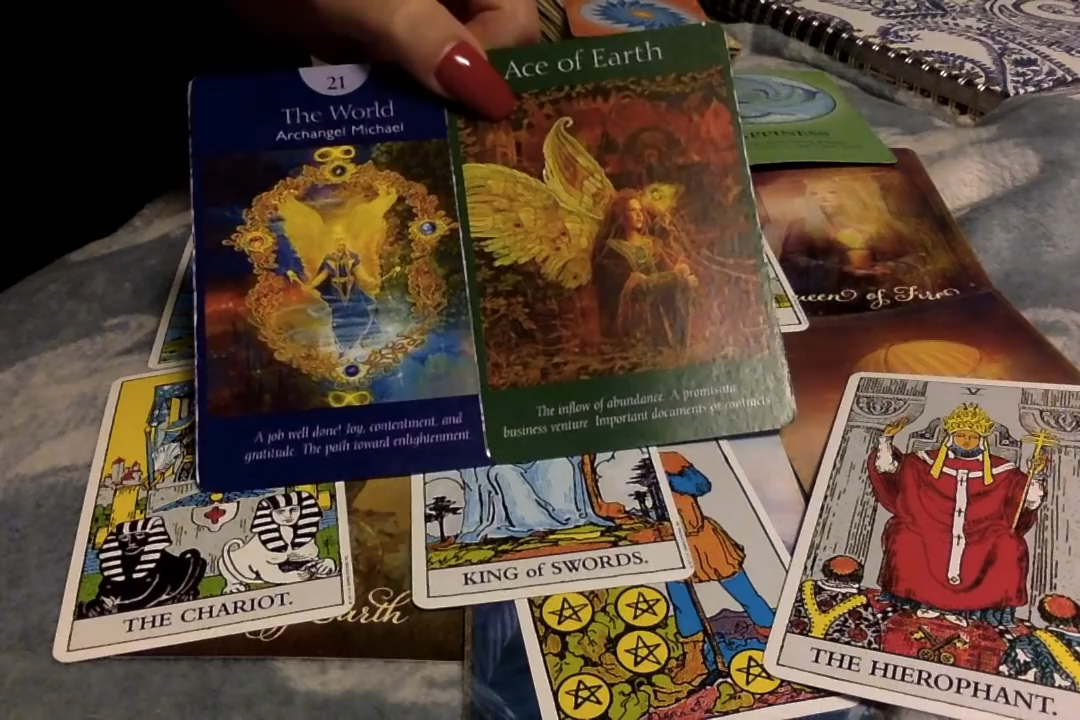 21
The World
Archangel Michael
A job well done! Joy, contentment, and
gratitude. The path toward enlightenment.
Ace of Earth
The inflow of abundance. A promising
business venture. Important documents or contracts.
of Fire
THE CHARIOT.
of Earth
KING of SWORDS.
V
THE HIEROPHANT.